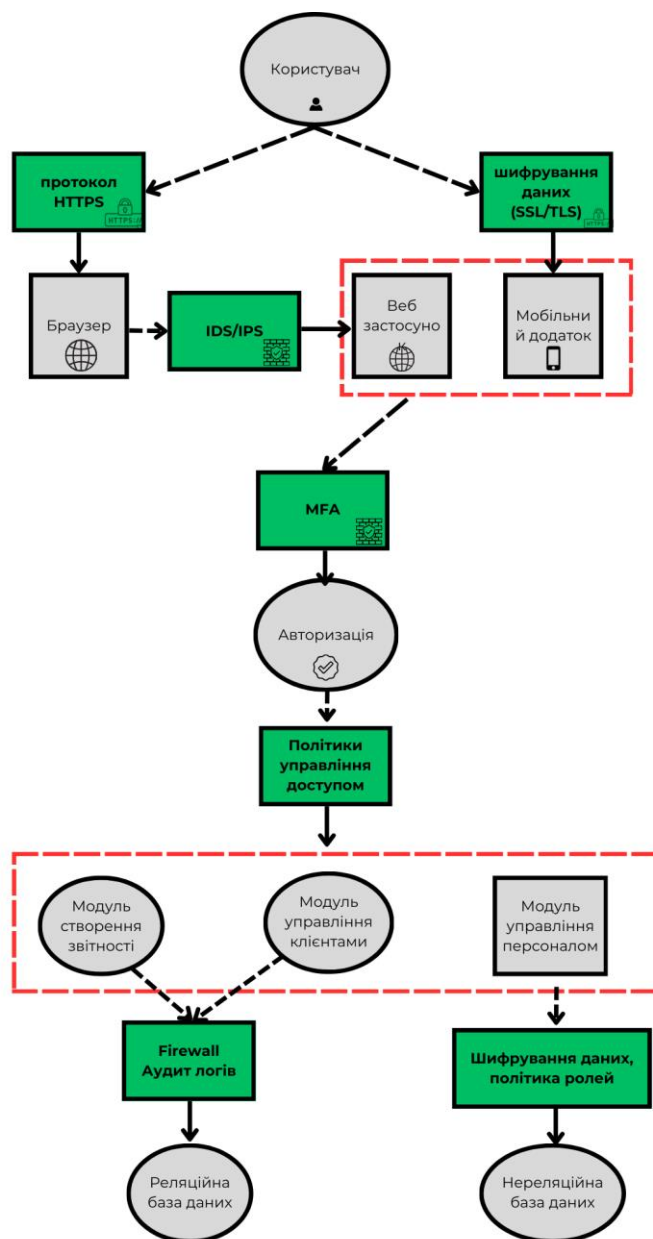 Користувач
протокол
HTTPS
HTTPS://
шифрування
даних
(SSL/TLS)
HTTPS://
Браузер
IDS/IPS
Веб
застосуно
Мобільни
й додаток
MFA
Авторизація
Політики
управління
доступом
Модуль
створення
звітності
Модуль
управління
клієнтами
Модуль
управління
персоналом
Firewall
Аудит логів
Шифрування даних,
політика ролей
Реляційна
база даних
Нереляційна
база даних